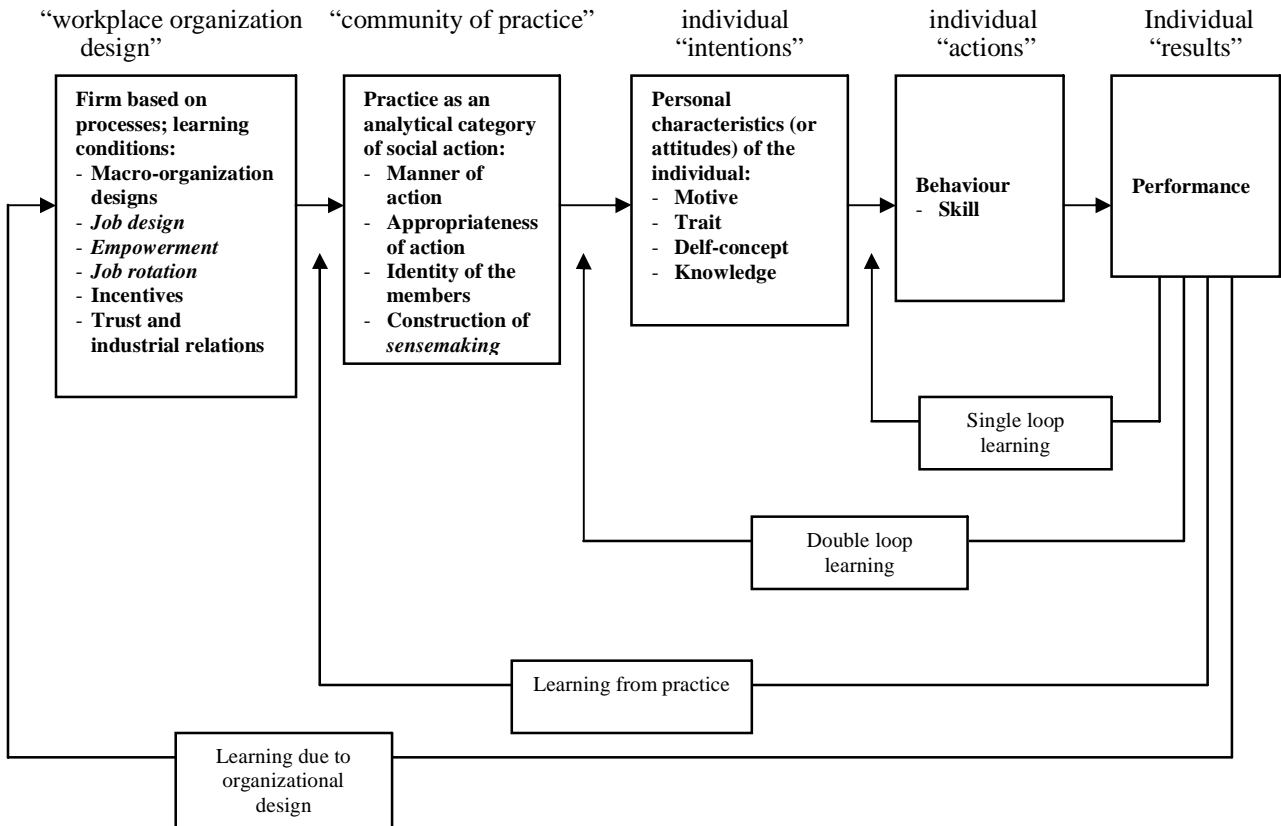 “workplace organization
design”
“community of practice”
individual
“intentions”
individual
“actions”
Individual
“results”
Firm based on
processes; learning
conditions:
- Macro-organization
designs
- Job design
- Empowerment
- Job rotation
- Incentives
- Trust and
industrial relations
Practice as an
analytical category
of social action:
- Manner of
action
- Appropriateness
of action
- Identity of the
members
- Construction of
sensemaking
Personal
characteristics (or
attitudes) of the
individual:
- Motive
- Trait
- Delf-concept
- Knowledge
Behaviour
- Skill
Performance
Single loop
learning
Double loop
learning
Learning from practice
Learning due to
organizational
design